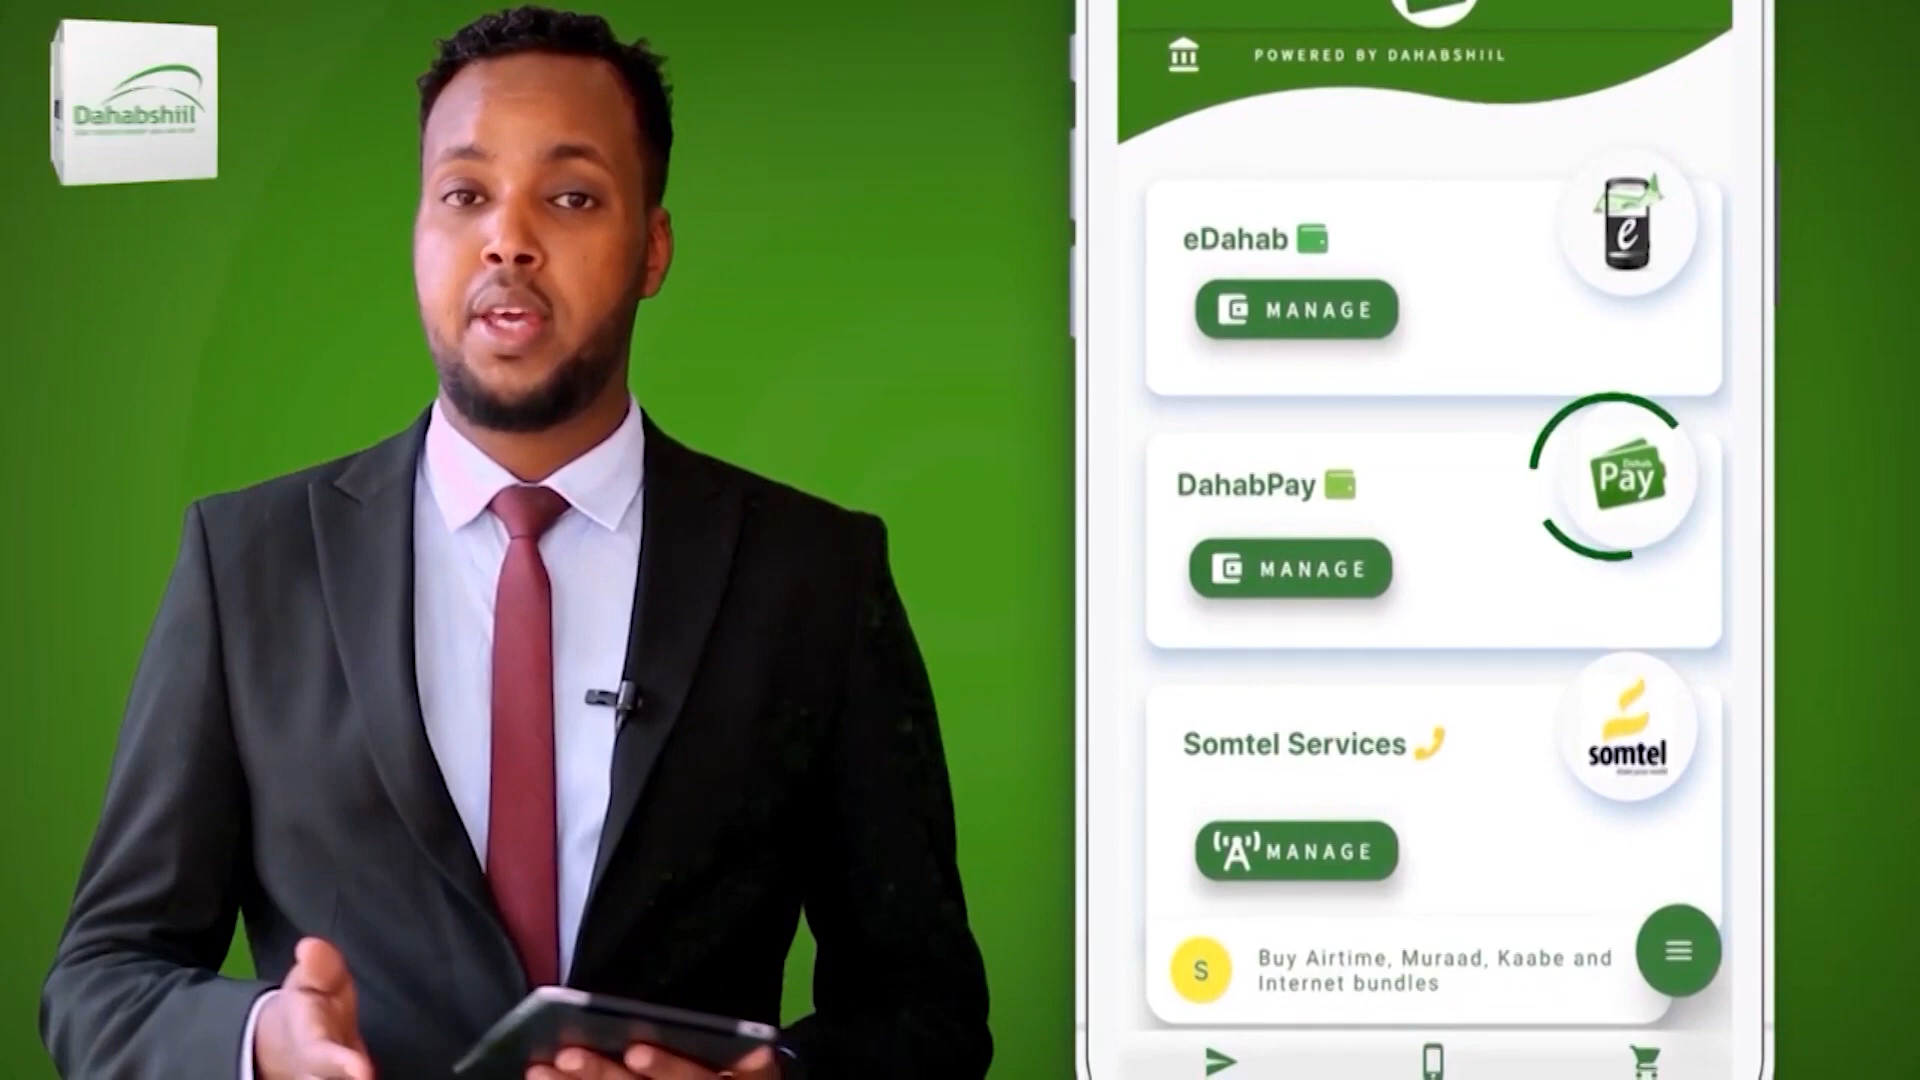 Dahabshiil
POWERED BY DAHABSHIIL
eDahab
e
MANAGE
DahabPay
Dahab
Pay
MANAGE
Somtel Services
somtel
MANAGE
S
Buy Airtime, Muraad, Kaabe and
Internet bundles